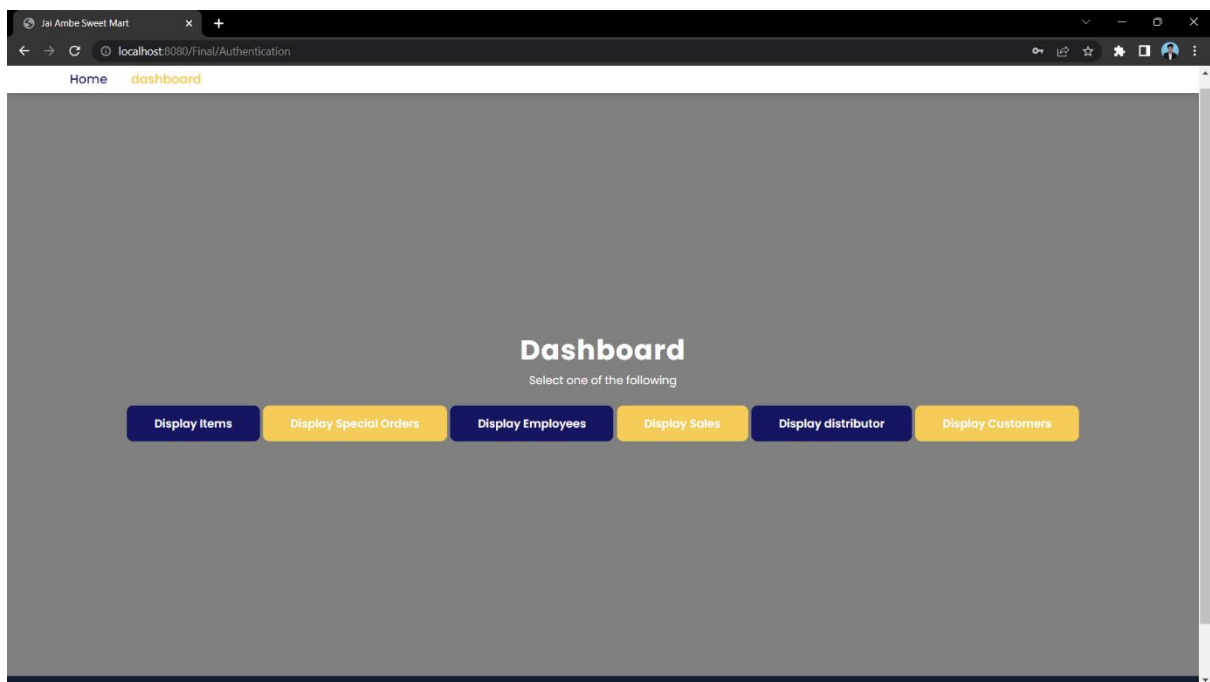 Jai Ambe Sweet Mart
localhost:8080/Final/Authentication
Home dashboard
Dashboard
Select one of the following
Display Items Display Special Orders Display Employees Display Sales Display distributor Display Customers